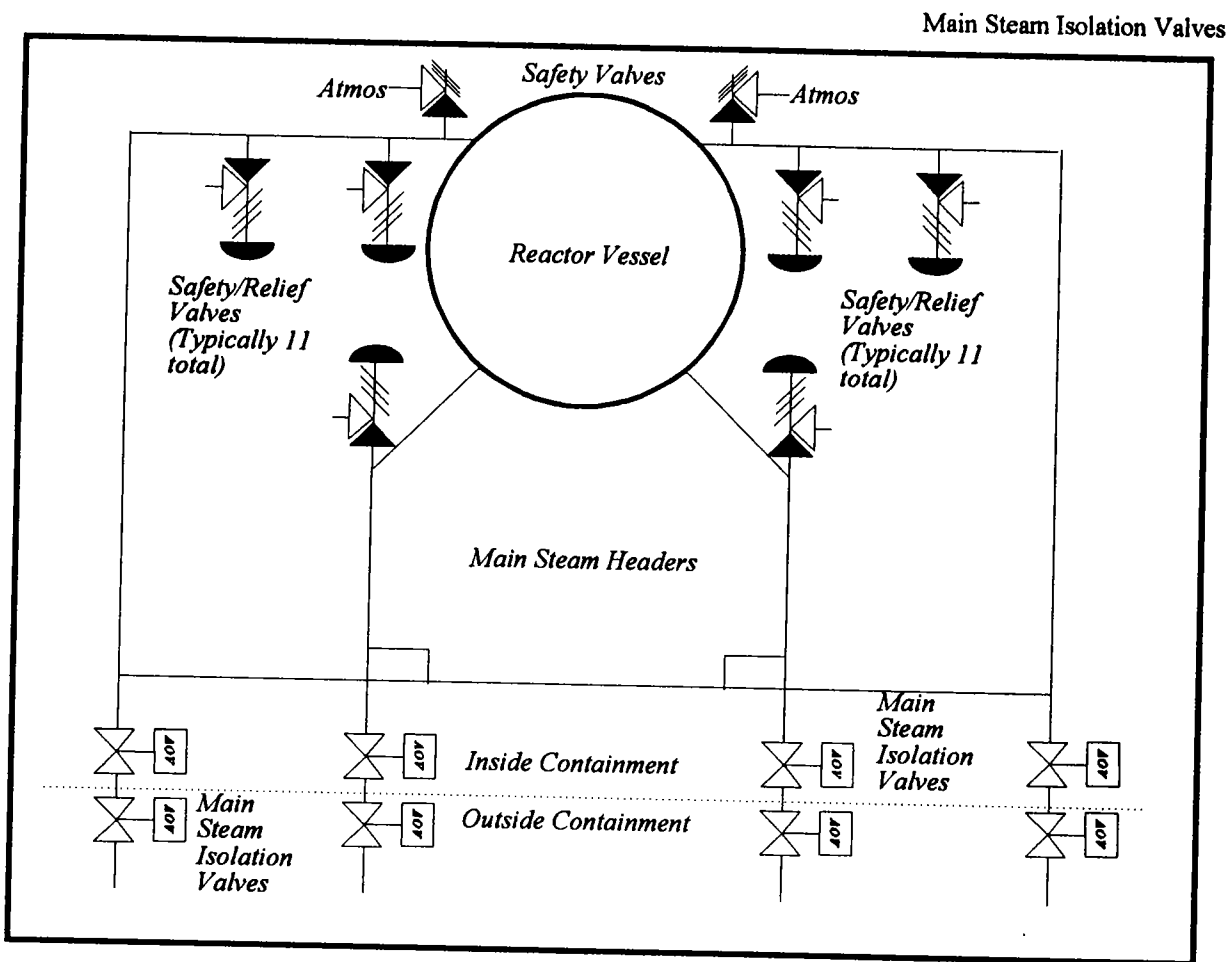 Main Steam Isolation Valves
Safety Valves
Atmos
Atmos
Reactor Vessel
Safety/Relief
Valves
(Typically 11
total)
Safety/Relief
Valves
(Typically 11
total)
Main Steam Headers
Main
Steam
Isolation
Valves
AOV
AOV
AOV
AOV
Inside Containment
Main
Steam
Isolation
Valves
Outside Containment
AOV
AOV
AOV
AOV